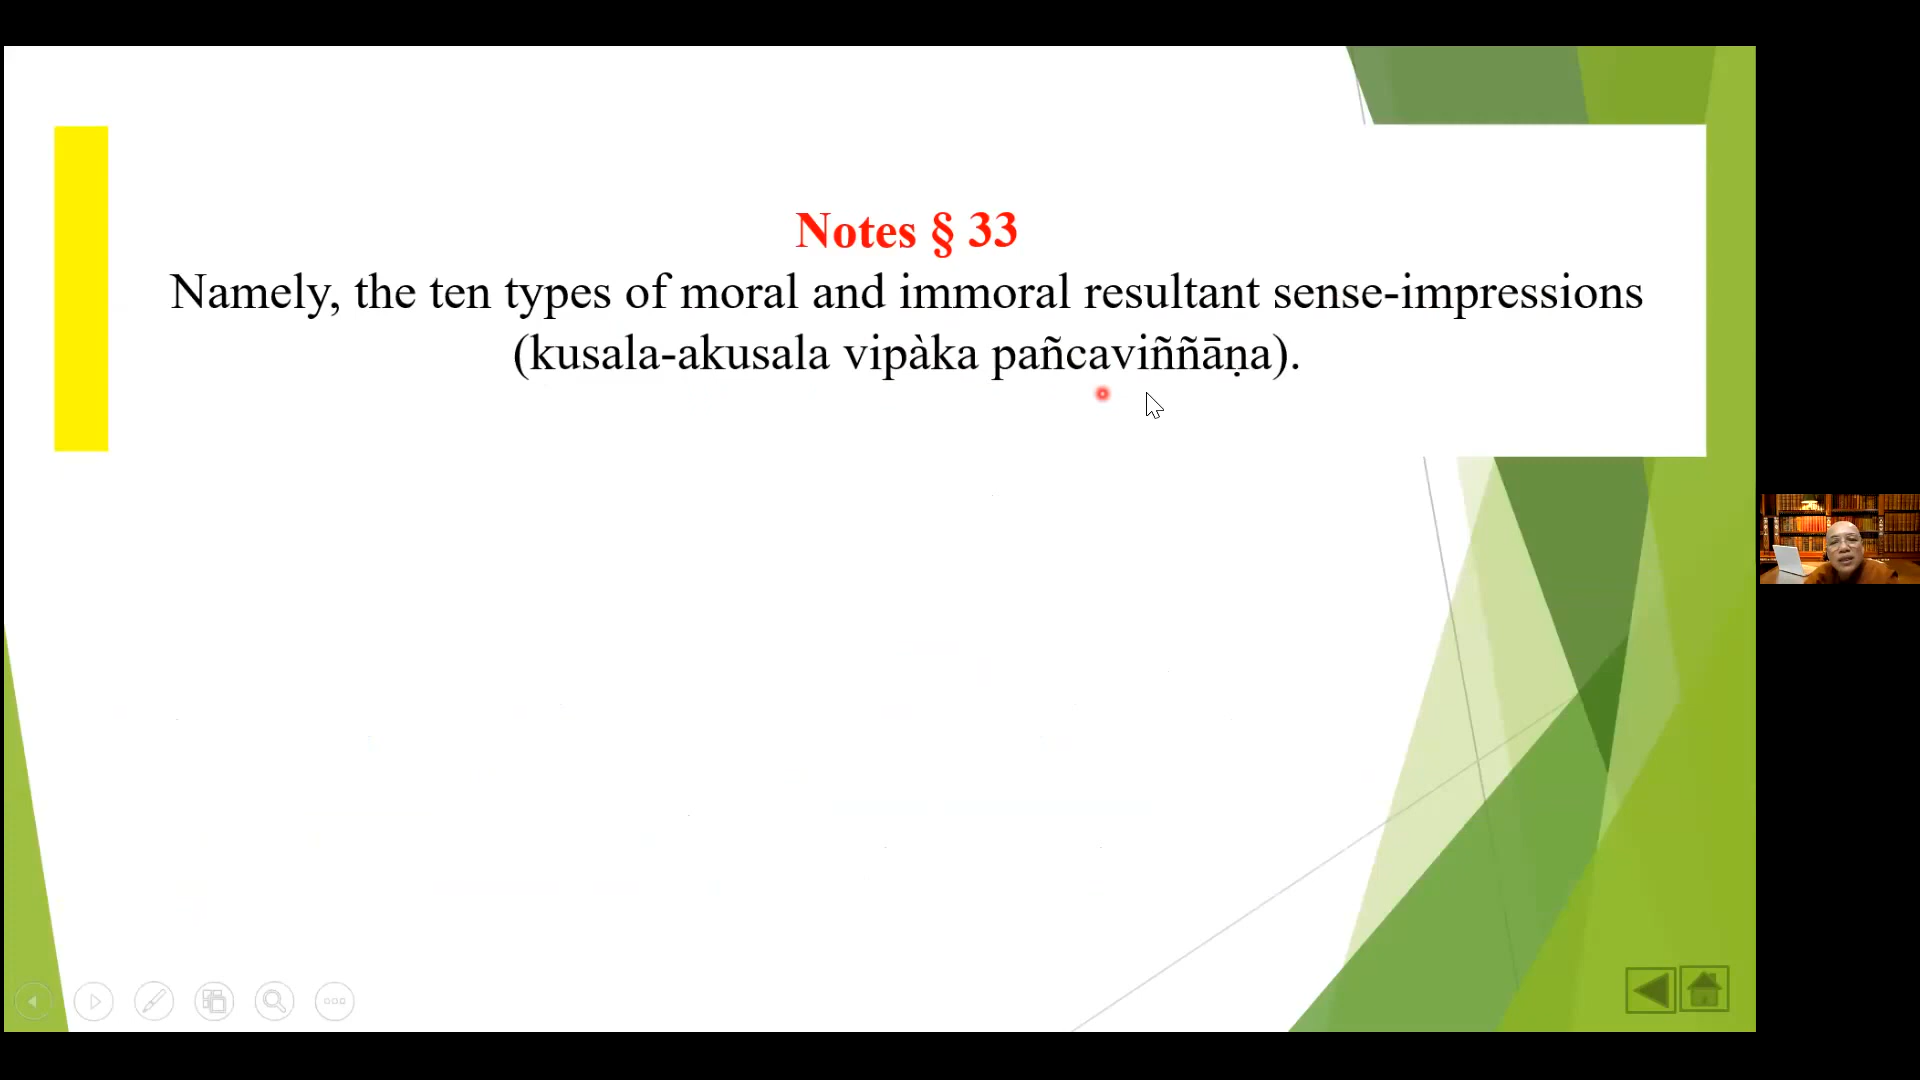 Notes § 33
Namely, the ten types of moral and immoral resultant sense-impressions
(kusala-akusala vipàka pañcaviññāṇa).